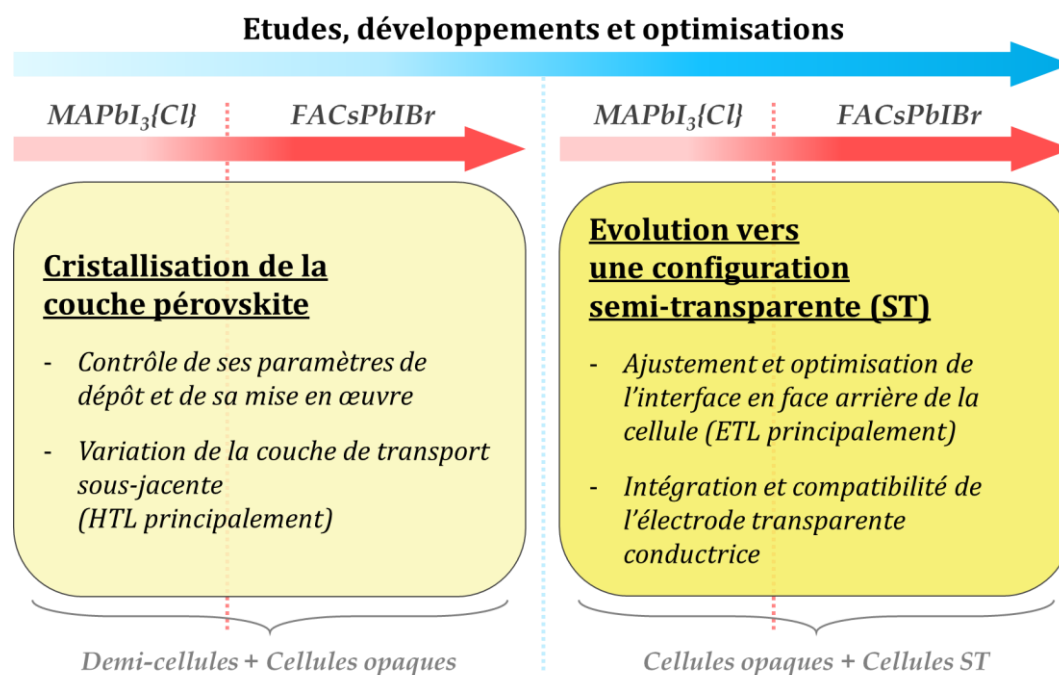 Etudes, développements et optimisations
MAPbI₃{Cl}
FACsPbIBr
MAPbI₃{Cl}
FACsPbIBr
Cristallisation de la
couche pérovskite
- Contrôle de ses paramètres de
dépôt et de sa mise en œuvre
- Variation de la couche de transport
sous-jacente
(HTL principalement)
Demi-cellules + Cellules opaques
Evolution vers
une configuration
semi-transparente (ST)
- Ajustement et optimisation de
l'interface en face arrière de la
cellule (ETL principalement)
- Intégration et compatibilité de
l'électrode transparente
conductrice
Cellules opaques + Cellules ST